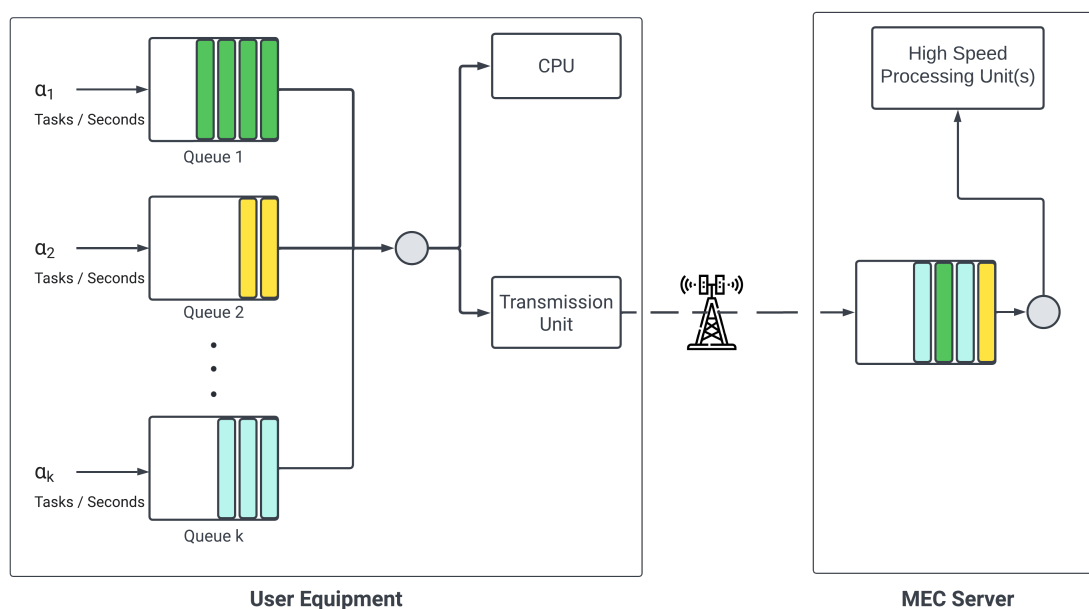 α1
Tasks / Seconds
Queue 1
α2
Tasks / Seconds
Queue 2
αk
Tasks / Seconds
Queue k
CPU
Transmission
Unit
User Equipment
High Speed
Processing Unit(s)
MEC Server